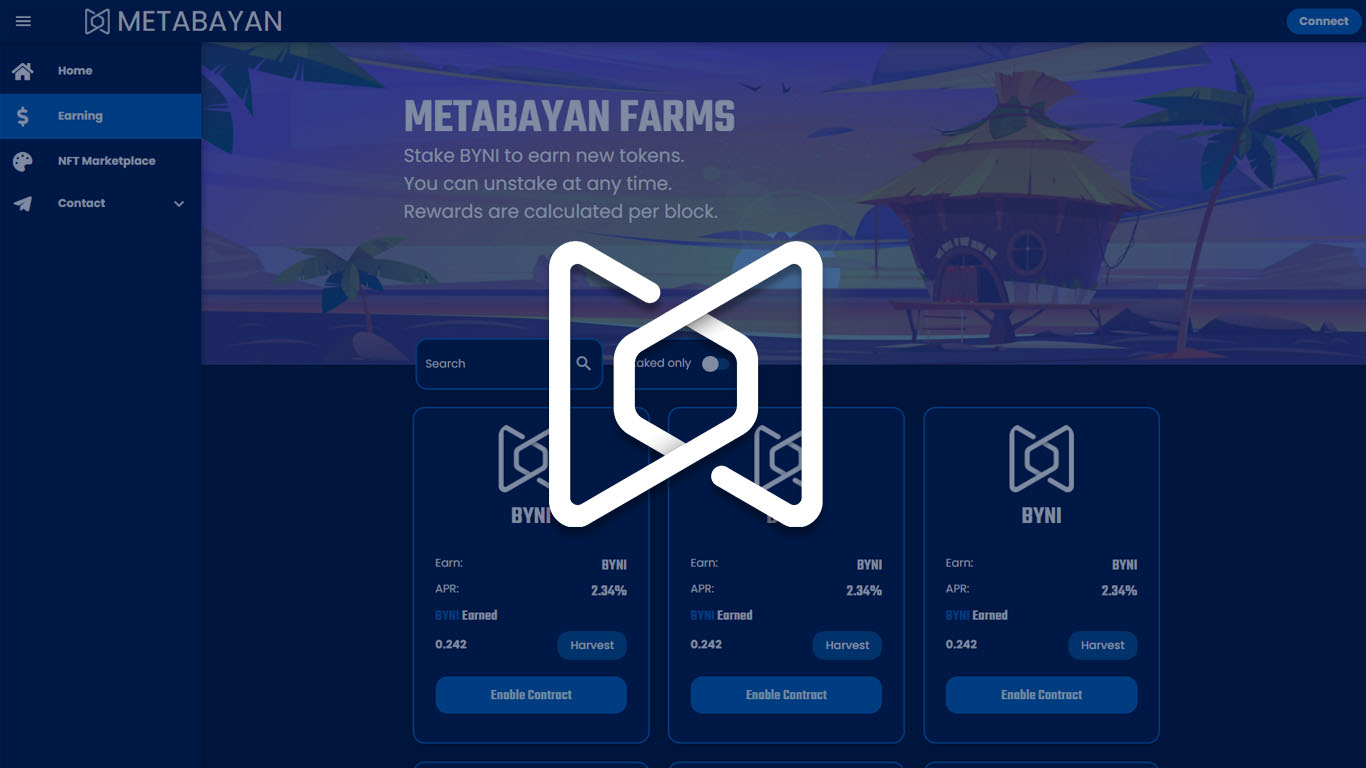 METABAYAN
Connect
Home
Earning
NFT Marketplace
Contact
METABAYAN FARMS
Stake BYNI to earn new tokens.
You can unstake at any time.
Rewards are calculated per block.
Search
only
BYNI
BYNI
Earn: BYNI
APR: 2.34%
BYNI Earned
0.242 Harvest
Enable Contract
Earn: BYNI
APR: 2.34%
BYNI Earned
0.242 Harvest
Enable Contract
Earn: BYNI
APR: 2.34%
BYNI Earned
0.242 Harvest
Enable Contract